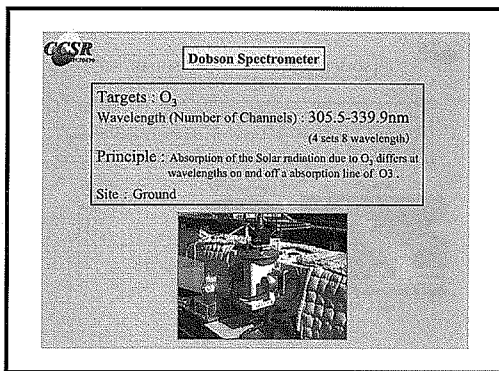 CCSR
Dobson Spectrometer
Targets : O3
Wavelength (Number of Channels) : 305.5-339.9nm
(4 sets 8 wavelength)
Principle : Absorption of the Solar radiation due to O3 differs at
wavelengths on and off a absorption line of O3 .
Site : Ground